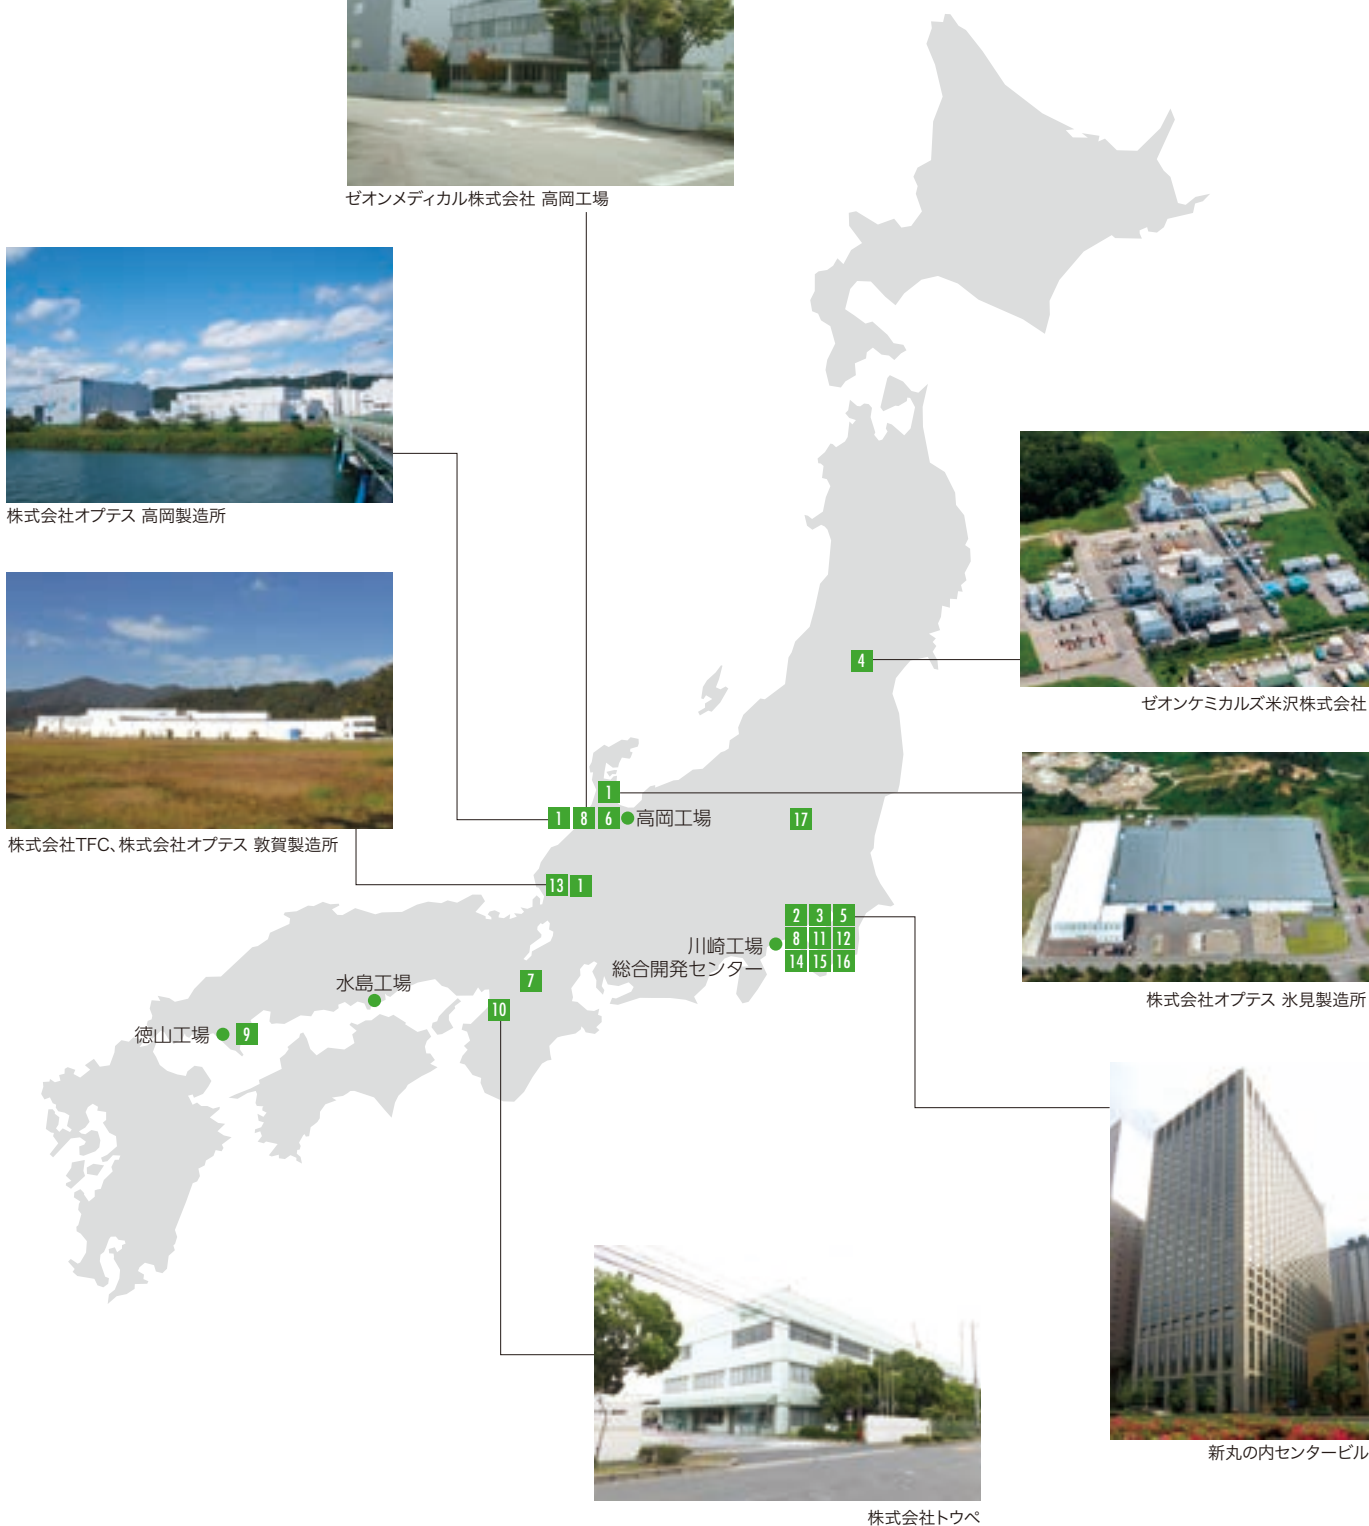 ゼオンメディカル株式会社 高岡工場
株式会社オプテス 高岡製造所
株式会社TFC、株式会社オプテス 敦賀製造所
4
ゼオンケミカルズ米沢株式会社
1
1 8 6 高岡工場
17
13 1
株式会社オプテス 氷見製造所
2 3 5
8 11 12
14 15 16
川崎工場
総合開発センター
7
水島工場
10
徳山工場 9
新丸の内センタービル
株式会社トウペ